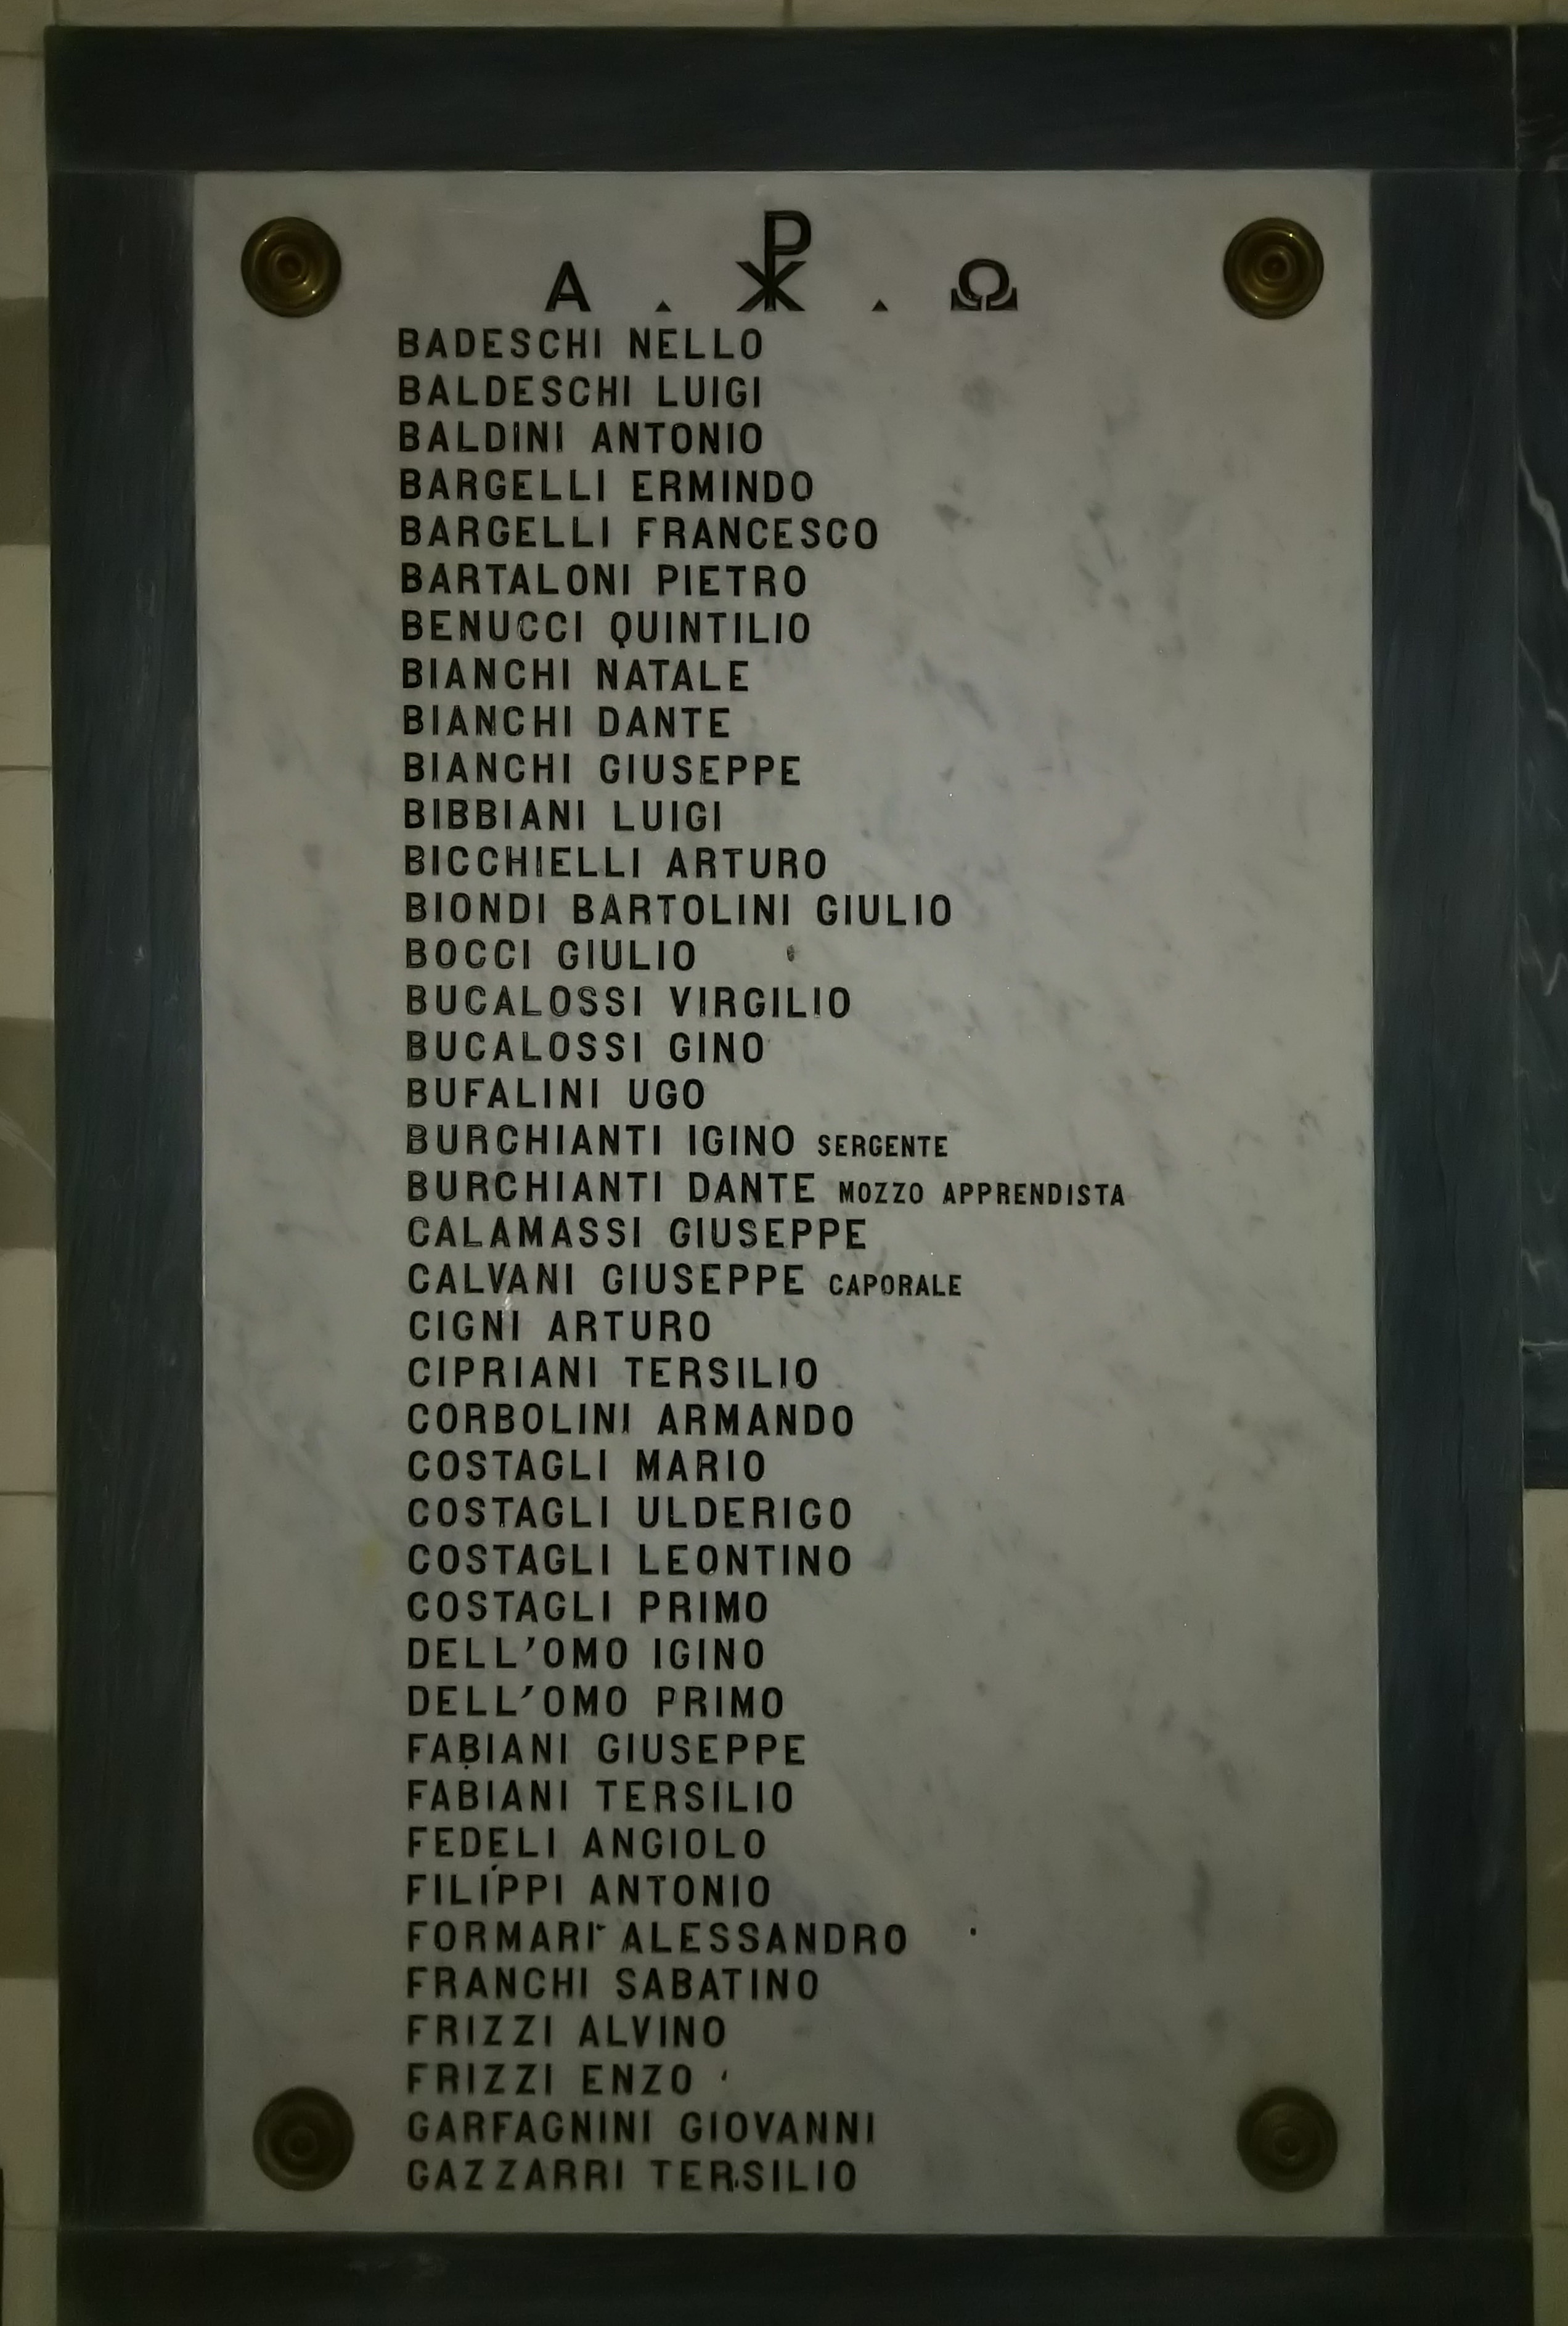 Α . ☧ . Ω
BADESCHI NELLO
BALDESCHI LUIGI
BALDINI ANTONIO
BARGELLI ERMINDO
BARGELLI FRANCESCO
BARTALONI PIETRO
BENUCCI QUINTILIO
BIANCHI NATALE
BIANCHI DANTE
BIANCHI GIUSEPPE
BIBBIANI LUIGI
BICCHIELLI ARTURO
BIONDI BARTOLINI GIULIO
BOCCI GIULIO
BUCALOSSI VIRGILIO
BUCALOSSI GINO
BUFALINI UGO
BURCHIANTI IGINO SERGENTE
BURCHIANTI DANTE MOZZO APPRENDISTA
CALAMASSI GIUSEPPE
CALVANI GIUSEPPE CAPORALE
CIGNI ARTURO
CIPRIANI TERSILIO
CORBOLINI ARMANDO
COSTAGLI MARIO
COSTAGLI ULDERIGO
COSTAGLI LEONTINO
COSTAGLI PRIMO
DELL'OMO IGINO
DELL'OMO PRIMO
FABIANI GIUSEPPE
FABIANI TERSILIO
FEDELI ANGIOLO
FILIPPI ANTONIO
FORMARI ALESSANDRO
FRANCHI SABATINO
FRIZZI ALVINO
FRIZZI ENZO
GARFAGNINI GIOVANNI
GAZZARRI TERSILIO